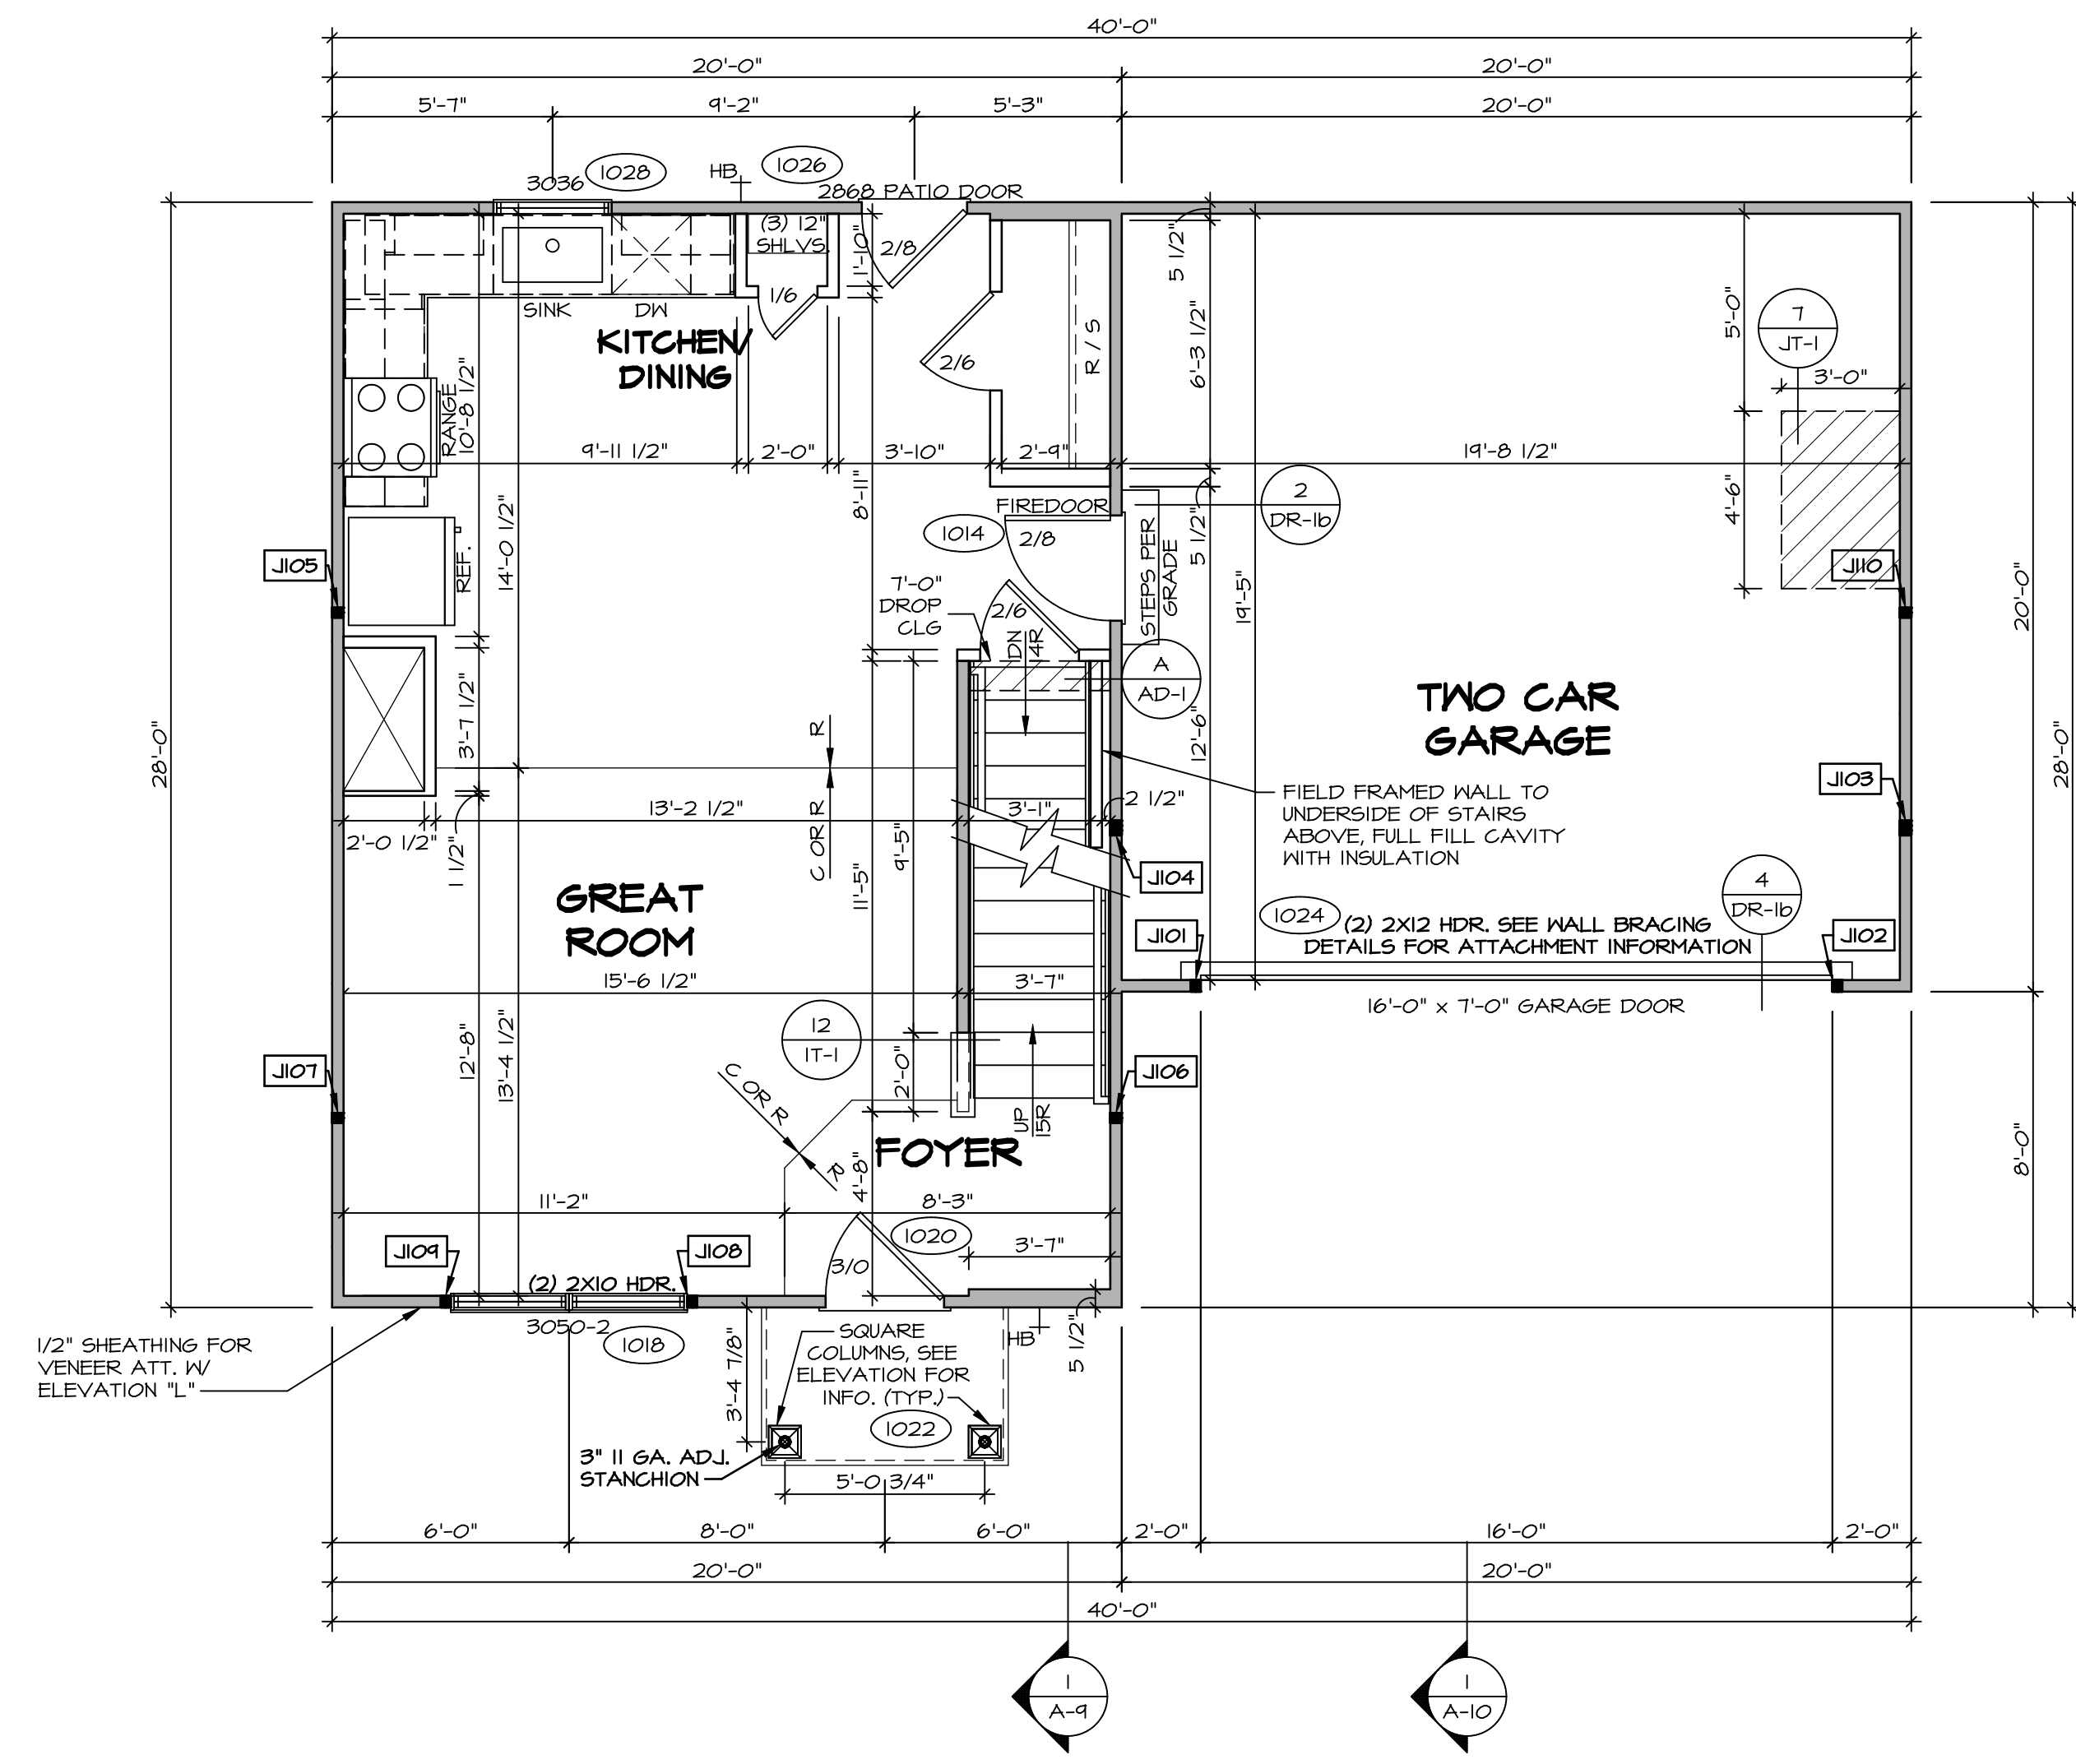 40'-0"
20'-0"
20'-0"
5'-7"
9'-2"
5'-3"
20'-0"
3036
1028
HB
1026
2868 PATIO DOOR
(3) 12"
SHLVS.
1'-10"
2/8
5 1/2"
SINK
DW
1/6
KITCHEN/
DINING
2/6
R / S
6'-3 1/2"
5'-0"
7
JT-1
3'-0"
RANGE
10'-8 1/2"
9'-11 1/2"
2'-0"
3'-10"
2'-9"
19'-8 1/2"
8'-11"
14'-0 1/2"
FIREDOOR
1014
2/8
STEPS PER
GRADE
5 1/2"
2
DR-1b
4'-6"
J105
REF.
7'-0"
DROP
CLG
2/6
DN
14R
19'-5"
J110
20'-0"
A
AD-1
28'-0"
3'-7 1/2"
R
C OR R
12'-6"
TWO CAR
GARAGE
28'-0"
J103
FIELD FRAMED WALL TO
UNDERSIDE OF STAIRS
ABOVE, FULL FILL CAVITY
WITH INSULATION
13'-2 1/2"
3'-1"
2 1/2"
2'-0 1/2"
1 1/2"
9'-5"
11'-5"
J104
GREAT
ROOM
4
DR-1b
1024
(2) 2X12 HDR. SEE WALL BRACING
DETAILS FOR ATTACHMENT INFORMATION
J101
J102
15'-6 1/2"
3'-7"
16'-0" x 7'-0" GARAGE DOOR
12
IT-1
12'-8"
13'-4 1/2"
2'-0"
J107
J106
C OR R
R
UP
15R
FOYER
4'-8"
8'-0"
11'-2"
8'-3"
1020
3'-7"
J109
J108
3/0
(2) 2X10 HDR.
3050-2
1018
1/2" SHEATHING FOR
VENEER ATT. W/
ELEVATION "L"
3'-4 7/8"
SQUARE
COLUMNS, SEE
ELEVATION FOR
INFO. (TYP.)
1022
HB
5 1/2"
3" 11 GA. ADJ.
STANCHION
5'-0 3/4"
6'-0"
8'-0"
6'-0"
2'-0"
16'-0"
2'-0"
20'-0"
20'-0"
40'-0"
1
A-9
1
A-10